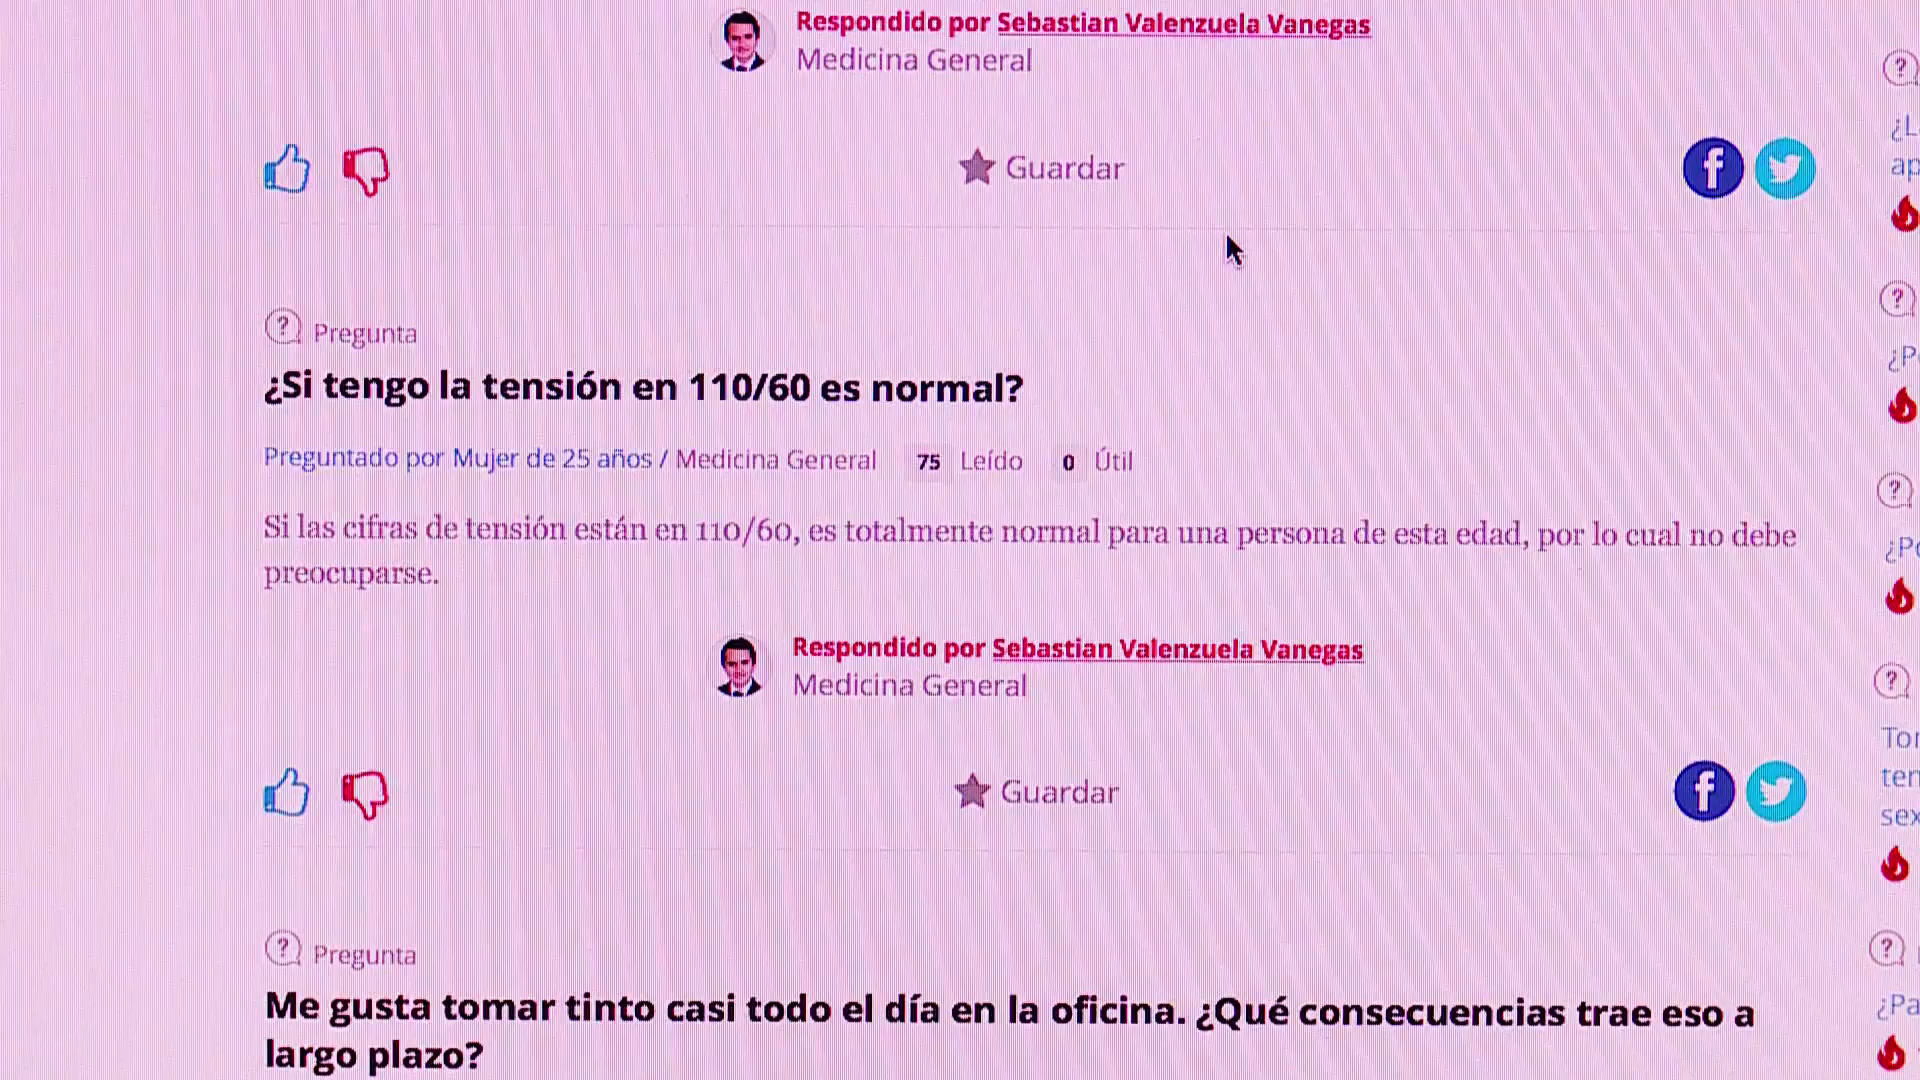 Respondido por Sebastian Valenzuela Vanegas
Medicina General
Guardar
Pregunta
¿Si tengo la tensión en 110/60 es normal?
Preguntado por Mujer de 25 años / Medicina General 75 Leído 0 Útil
Si las cifras de tensión están en 110/60, es totalmente normal para una persona de esta edad, por lo cual no debe
preocuparse.
Respondido por Sebastian Valenzuela Vanegas
Medicina General
Guardar
Pregunta
Me gusta tomar tinto casi todo el día en la oficina. ¿Qué consecuencias trae eso a
largo plazo?